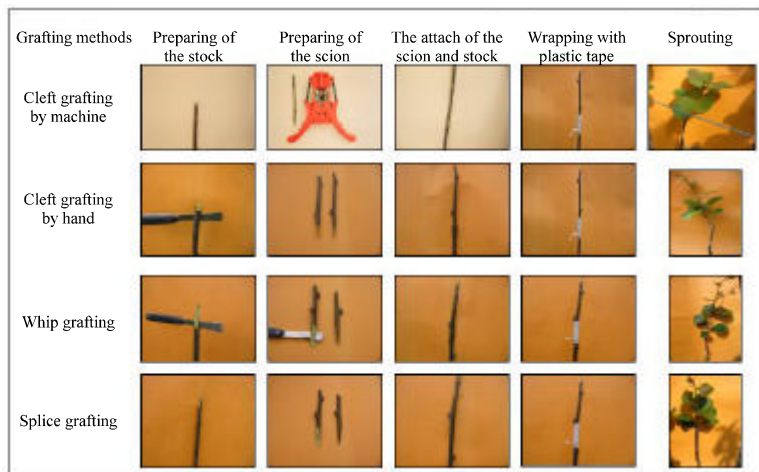 Grafting methods
Preparing of
the stock
Preparing of
the scion
The attach of the
scion and stock
Wrapping with
plastic tape
Sprouting
Cleft grafting
by machine
Cleft grafting
by hand
Whip grafting
Splice grafting